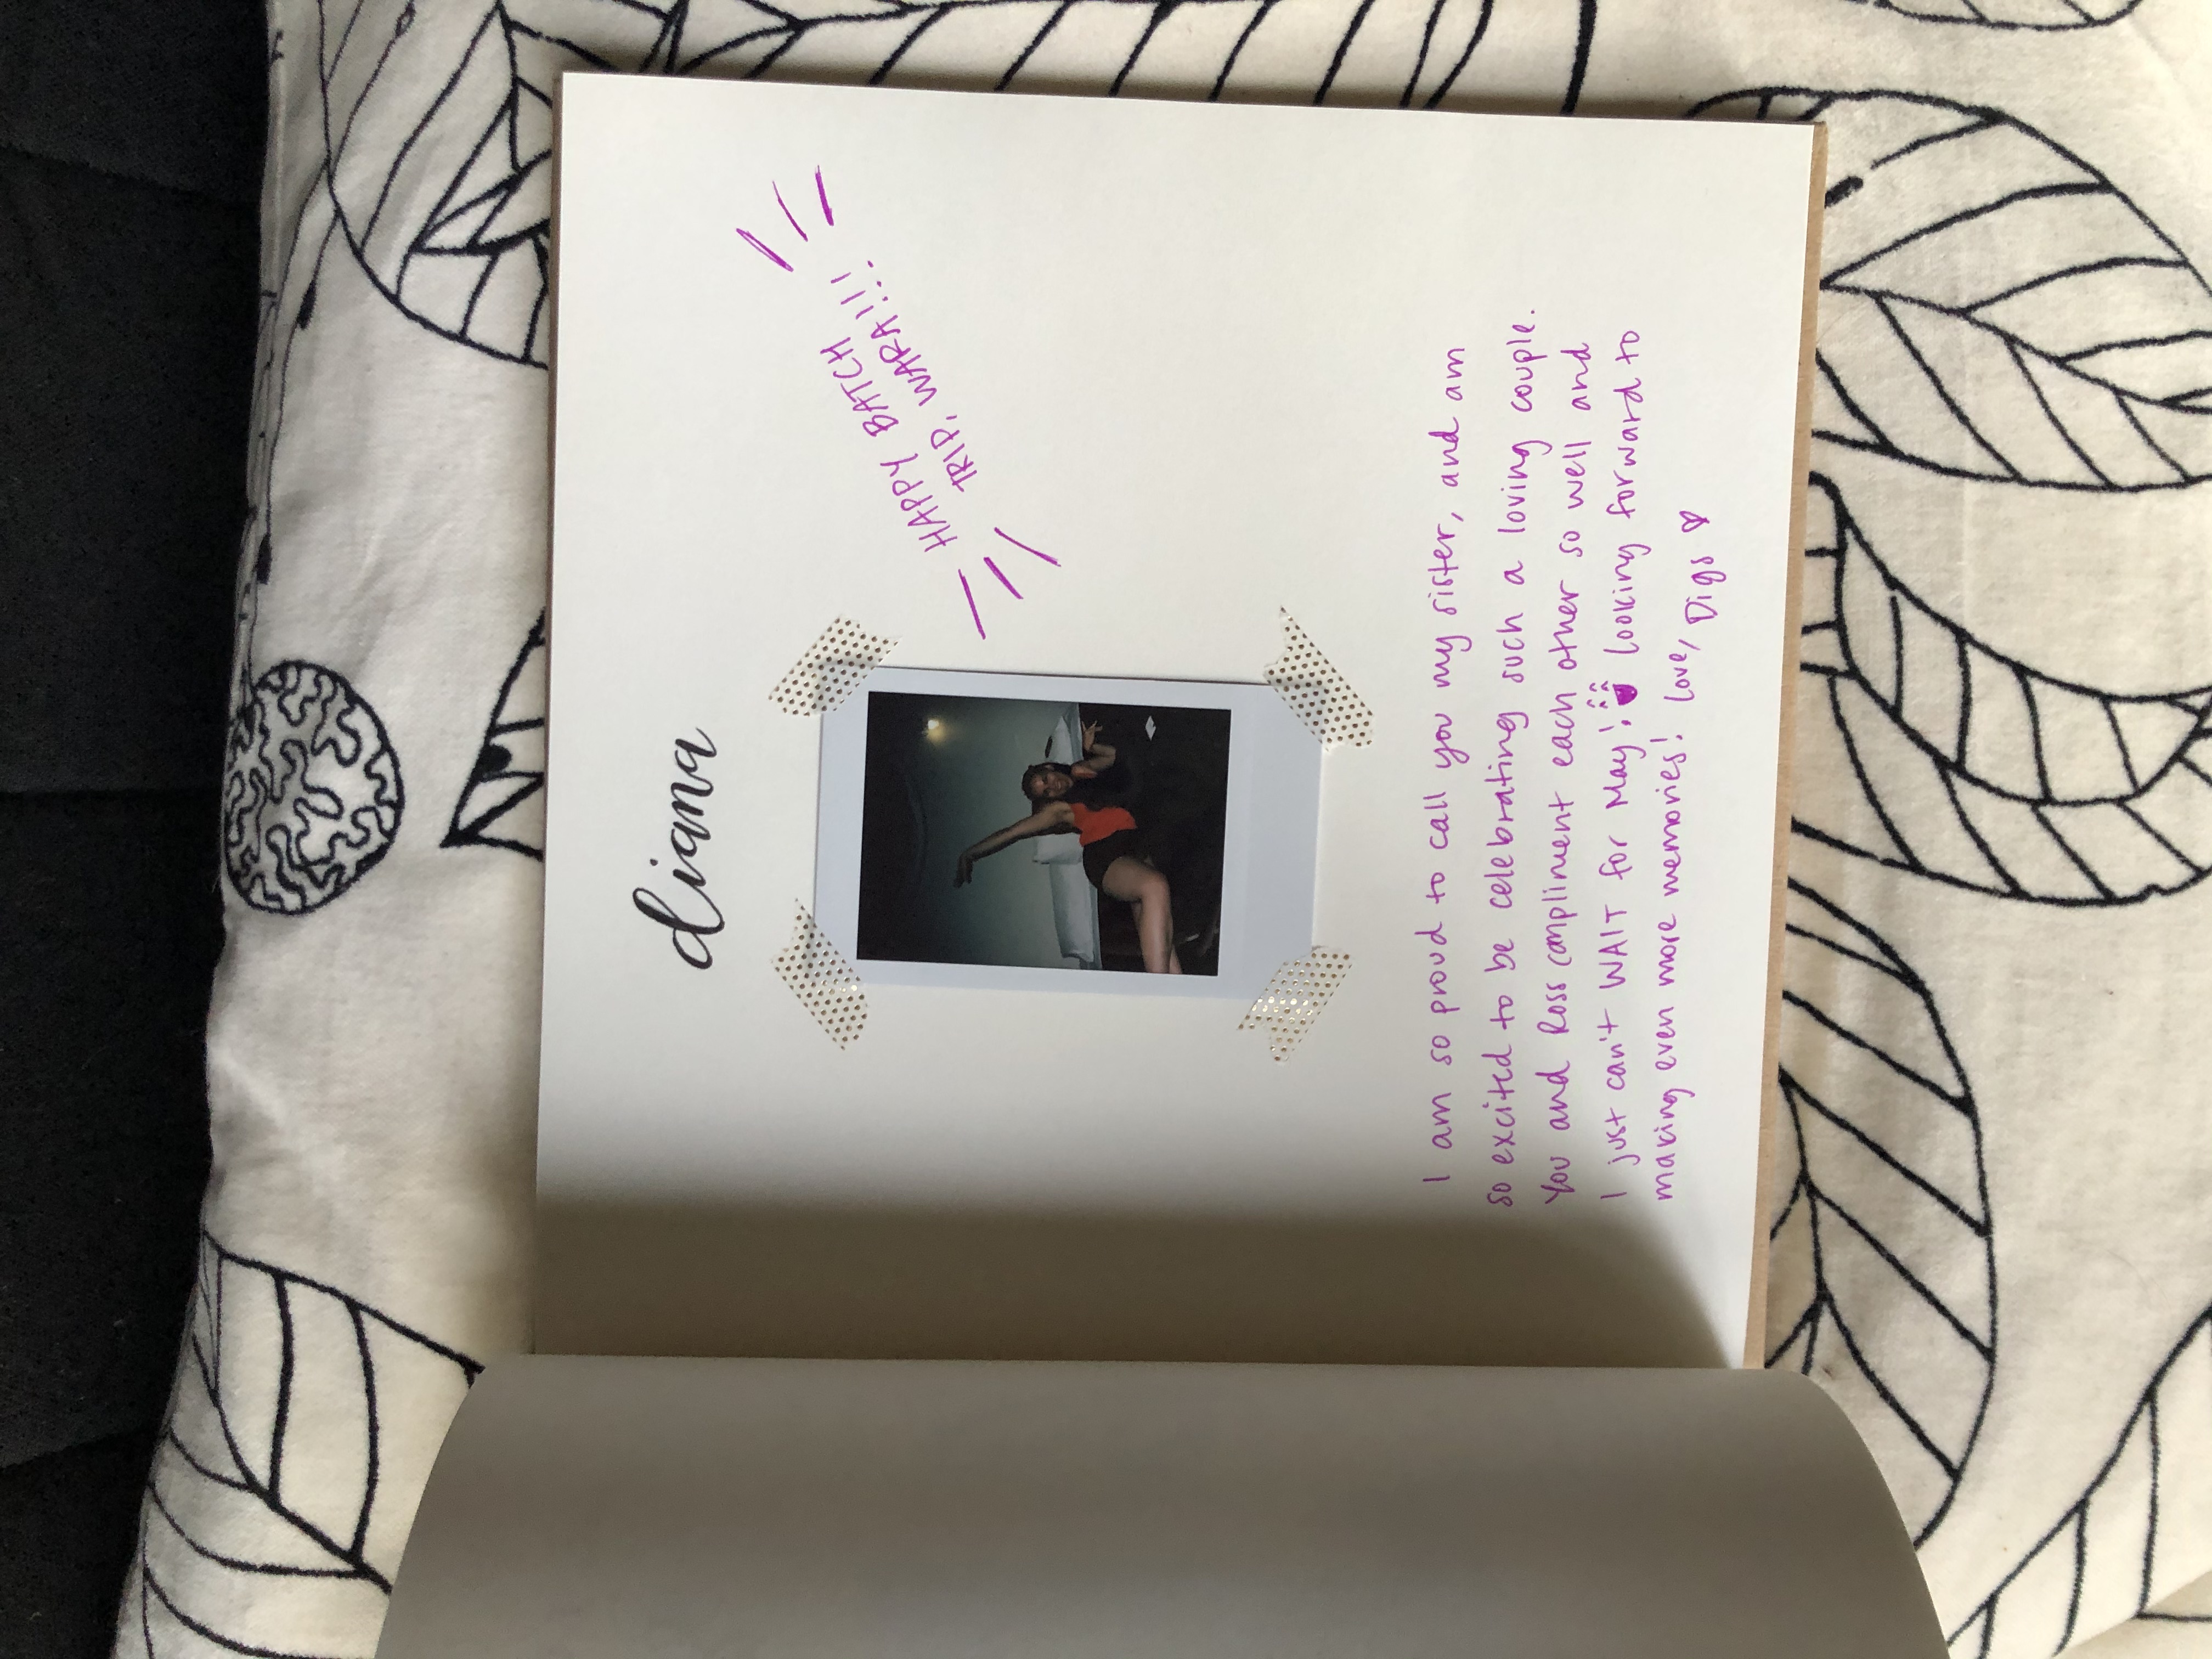 diana
HAPPY BATCH
TRIP, WARA!!!
I am so proud to call you my sister, and am
so excited to be celebrating such a loving couple.
You and Ross compliment each other so well and
I just can't WAIT for May! looking forward to
making even more memories! love, Digs ♡